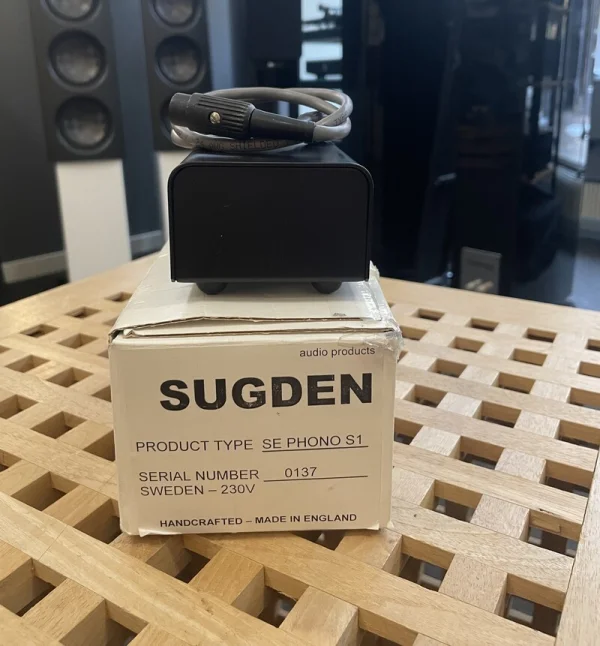 audio products
SUGDEN
PRODUCT TYPE SE PHONO S1
SERIAL NUMBER 0137
SWEDEN – 230V
HANDCRAFTED – MADE IN ENGLAND